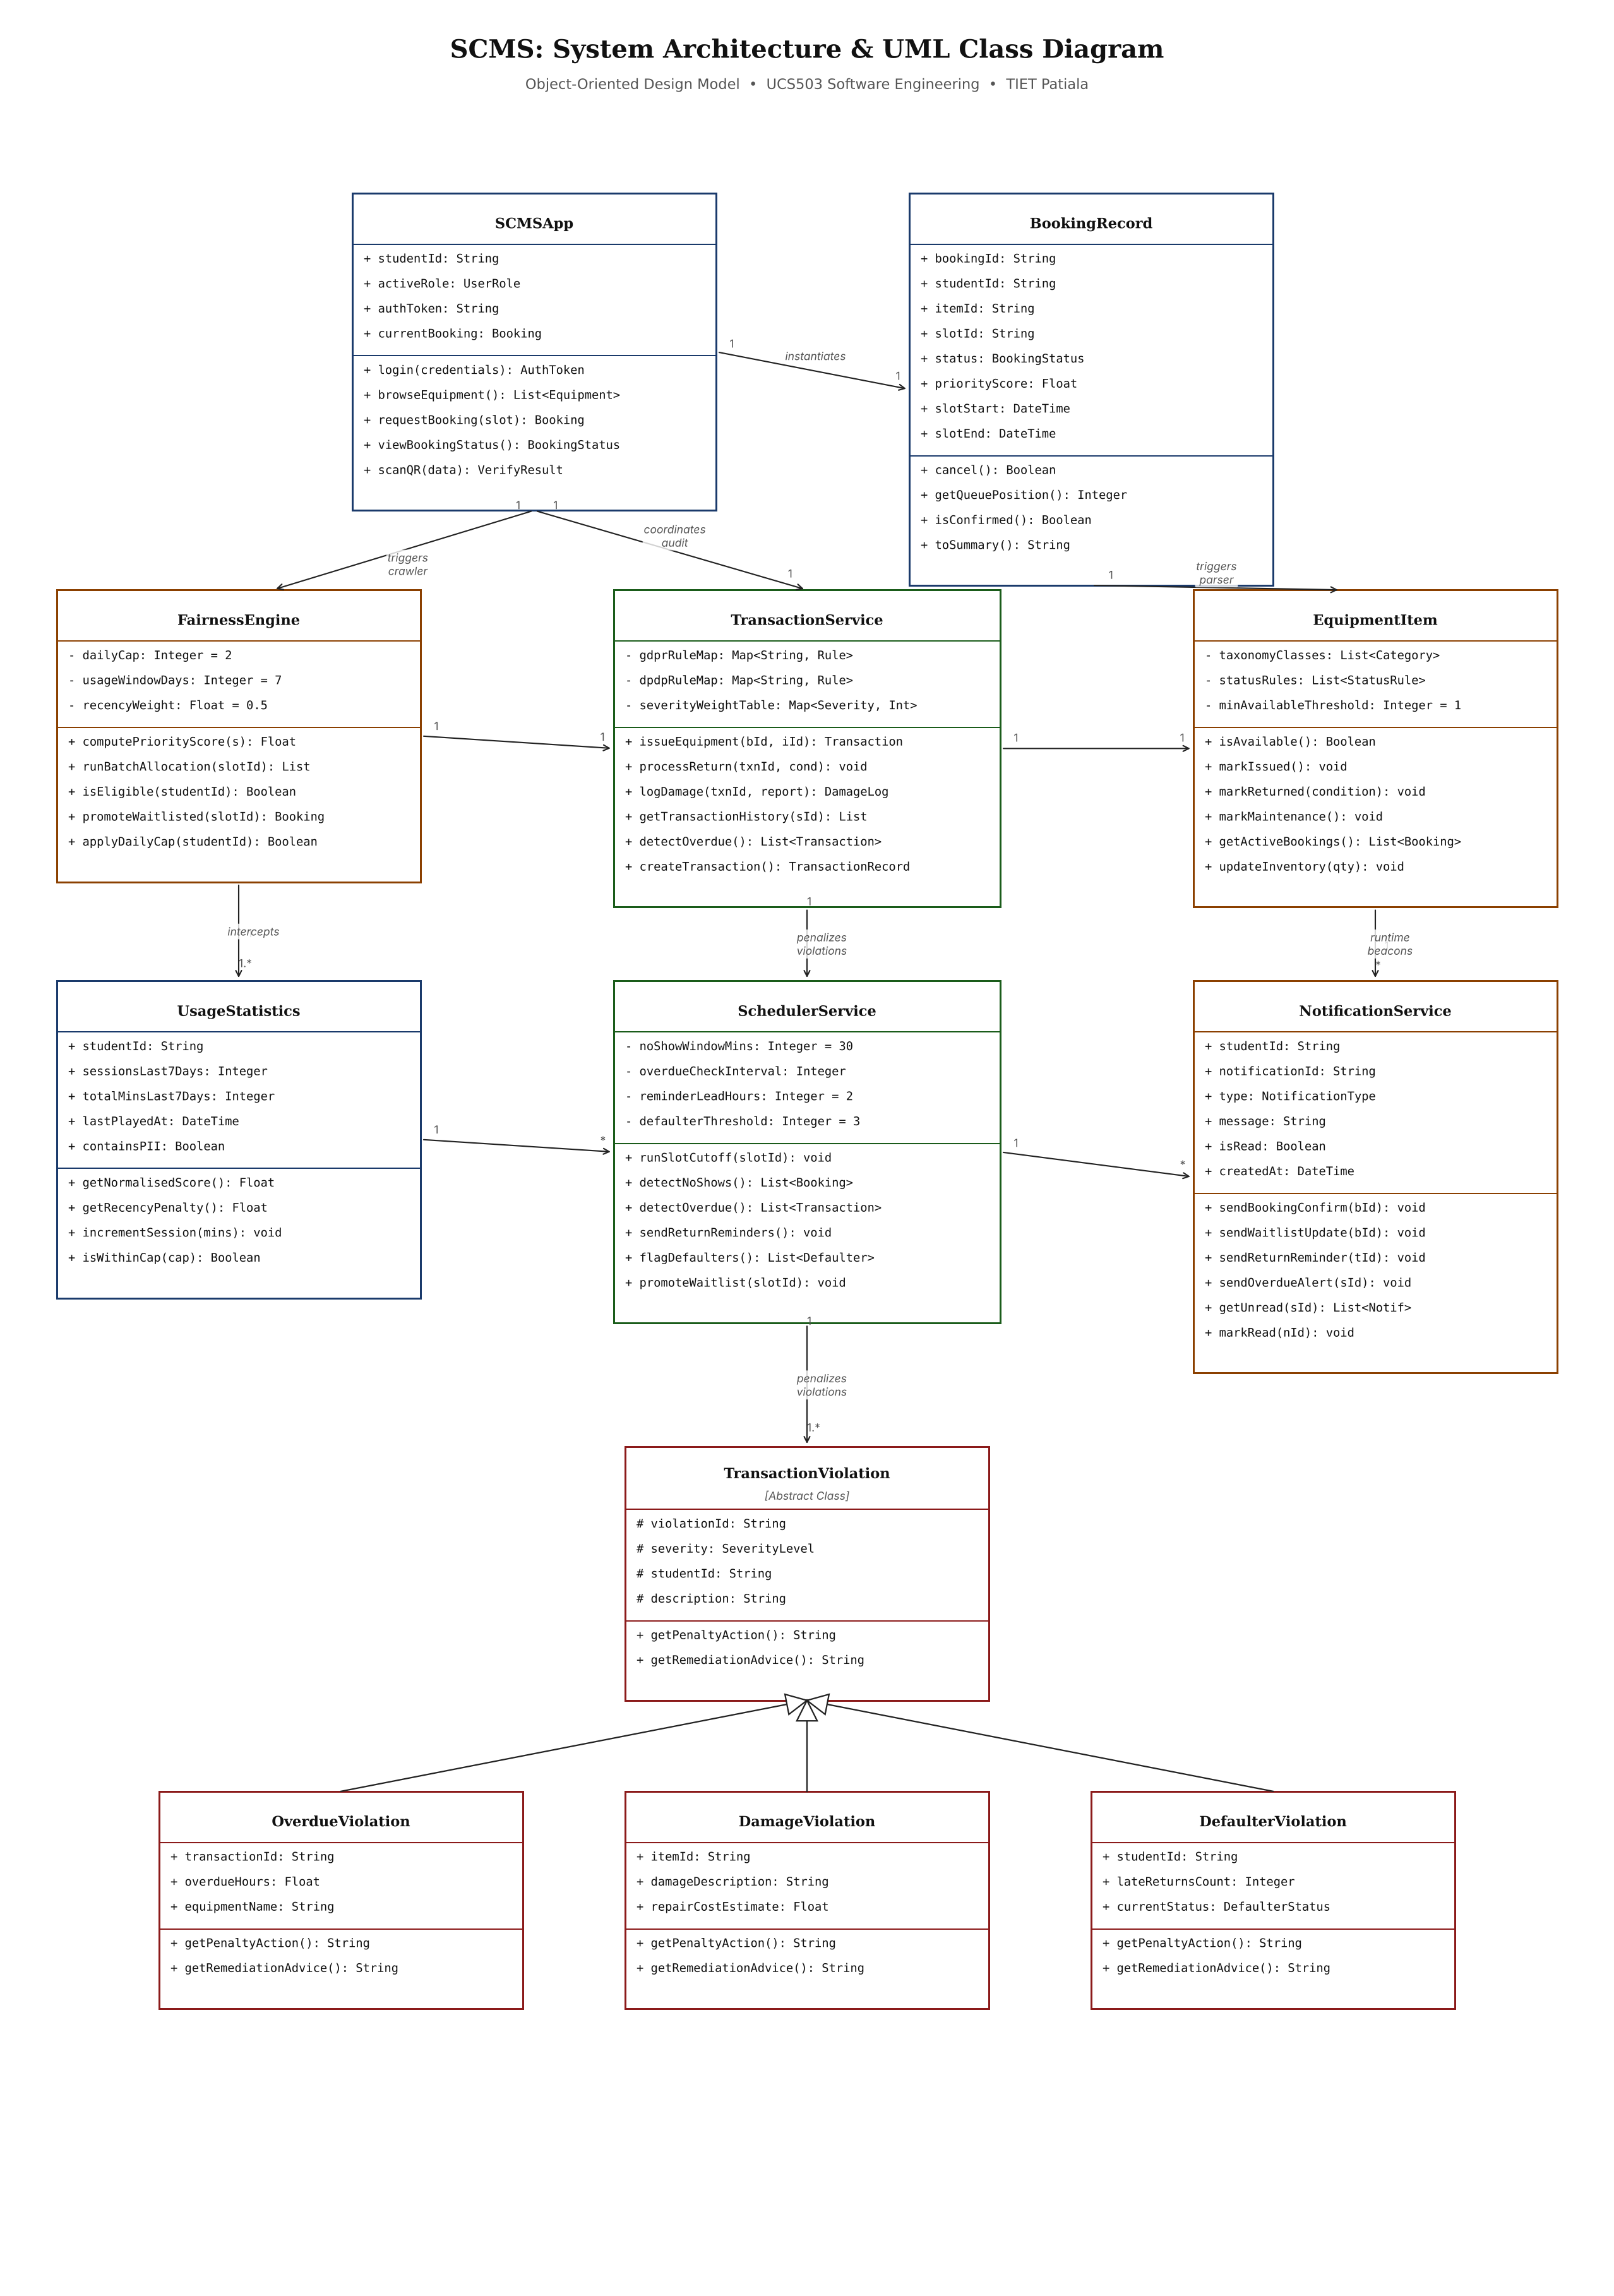 SCMS: System Architecture & UML Class Diagram
Object-Oriented Design Model • UCS503 Software Engineering • TIET Patiala
SCMSApp
+ studentId: String
+ activeRole: UserRole
+ authToken: String
+ currentBooking: Booking
+ login(credentials): AuthToken
+ browseEquipment(): List<Equipment>
+ requestBooking(slot): Booking
+ viewBookingStatus(): BookingStatus
+ scanQR(data): VerifyResult
1
instantiates
1
BookingRecord
+ bookingId: String
+ studentId: String
+ itemId: String
+ slotId: String
+ status: BookingStatus
+ priorityScore: Float
+ slotStart: DateTime
+ slotEnd: DateTime
+ cancel(): Boolean
+ getQueuePosition(): Integer
+ isConfirmed(): Boolean
+ toSummary(): String
1
1
triggers
crawler
coordinates
audit
1
1
triggers
parser
FairnessEngine
- dailyCap: Integer = 2
- usageWindowDays: Integer = 7
- recencyWeight: Float = 0.5
+ computePriorityScore(s): Float
+ runBatchAllocation(slotId): List
+ isEligible(studentId): Boolean
+ promoteWaitlisted(slotId): Booking
+ applyDailyCap(studentId): Boolean
1
1
TransactionService
- gdprRuleMap: Map<String, Rule>
- dpdpRuleMap: Map<String, Rule>
- severityWeightTable: Map<Severity, Int>
+ issueEquipment(bId, iId): Transaction
+ processReturn(txnId, cond): void
+ logDamage(txnId, report): DamageLog
+ getTransactionHistory(sId): List
+ detectOverdue(): List<Transaction>
+ createTransaction(): TransactionRecord
1
1
EquipmentItem
- taxonomyClasses: List<Category>
- statusRules: List<StatusRule>
- minAvailableThreshold: Integer = 1
+ isAvailable(): Boolean
+ markIssued(): void
+ markReturned(condition): void
+ markMaintenance(): void
+ getActiveBookings(): List<Booking>
+ updateInventory(qty): void
intercepts
1.*
1
penalizes
violations
runtime
beacons
*
UsageStatistics
+ studentId: String
+ sessionsLast7Days: Integer
+ totalMinsLast7Days: Integer
+ lastPlayedAt: DateTime
+ containsPII: Boolean
+ getNormalisedScore(): Float
+ getRecencyPenalty(): Float
+ incrementSession(mins): void
+ isWithinCap(cap): Boolean
1
*
SchedulerService
- noShowWindowMins: Integer = 30
- overdueCheckInterval: Integer
- reminderLeadHours: Integer = 2
- defaulterThreshold: Integer = 3
+ runSlotCutoff(slotId): void
+ detectNoShows(): List<Booking>
+ detectOverdue(): List<Transaction>
+ sendReturnReminders(): void
+ flagDefaulters(): List<Defaulter>
+ promoteWaitlist(slotId): void
1
*
NotificationService
+ studentId: String
+ notificationId: String
+ type: NotificationType
+ message: String
+ isRead: Boolean
+ createdAt: DateTime
+ sendBookingConfirm(bId): void
+ sendWaitlistUpdate(bId): void
+ sendReturnReminder(tId): void
+ sendOverdueAlert(sId): void
+ getUnread(sId): List<Notif>
+ markRead(nId): void
1
penalizes
violations
1.*
TransactionViolation
[Abstract Class]
# violationId: String
# severity: SeverityLevel
# studentId: String
# description: String
+ getPenaltyAction(): String
+ getRemediationAdvice(): String
OverdueViolation
+ transactionId: String
+ overdueHours: Float
+ equipmentName: String
+ getPenaltyAction(): String
+ getRemediationAdvice(): String
DamageViolation
+ itemId: String
+ damageDescription: String
+ repairCostEstimate: Float
+ getPenaltyAction(): String
+ getRemediationAdvice(): String
DefaulterViolation
+ studentId: String
+ lateReturnsCount: Integer
+ currentStatus: DefaulterStatus
+ getPenaltyAction(): String
+ getRemediationAdvice(): String